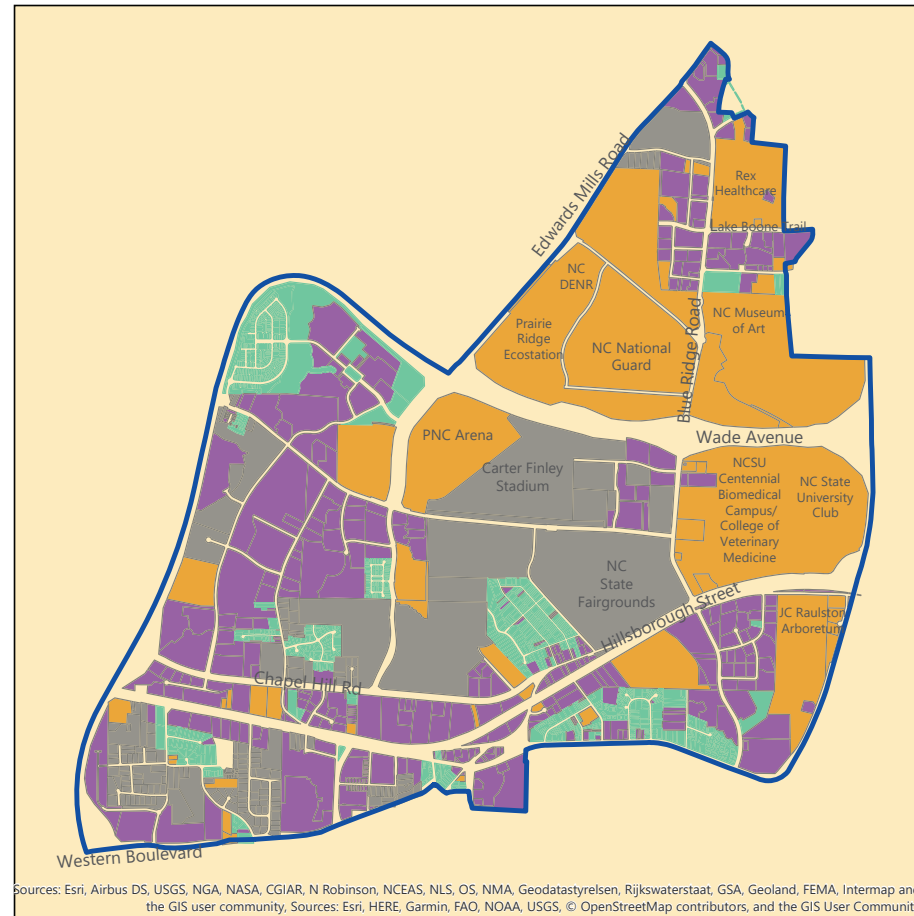 Edwards Mills Road
Rex
Healthcare
Lake Boone Trail
NC
DENR
NC Museum
of Art
Prairie
Ridge
Ecostation
NC National
Guard
Blue Ridge Road
PNC Arena
Wade Avenue
Carter Finley
Stadium
NCSU
Centennial
Biomedical
Campus/
College of
Veterinary
Medicine
NC State
University
Club
NC
State
Fairgrounds
Hillsborough Street
JC Raulston
Arboretum
Chapel Hill Rd
Western Boulevard
Sources: Esri, Airbus DS, USGS, NGA, NASA, CGIAR, N Robinson, NCEAS, NLS, OS, NMA, Geodatastyrelsen, Rijkswaterstaat, GSA, Geoland, FEMA, Intermap and
the GIS user community, Sources: Esri, HERE, Garmin, FAO, NOAA, USGS, © OpenStreetMap contributors, and the GIS User Communit